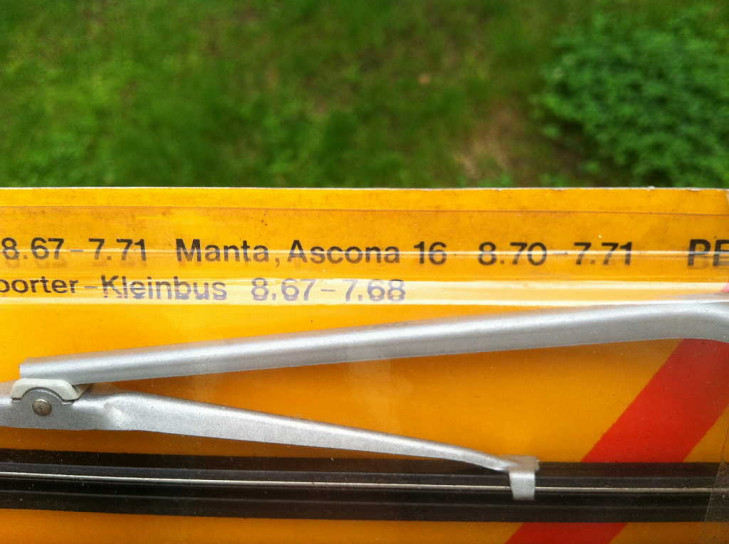 8.67-7.71 Manta, Ascona 16 8.70-7.71
porter-Kleinbus 8.67-7.68